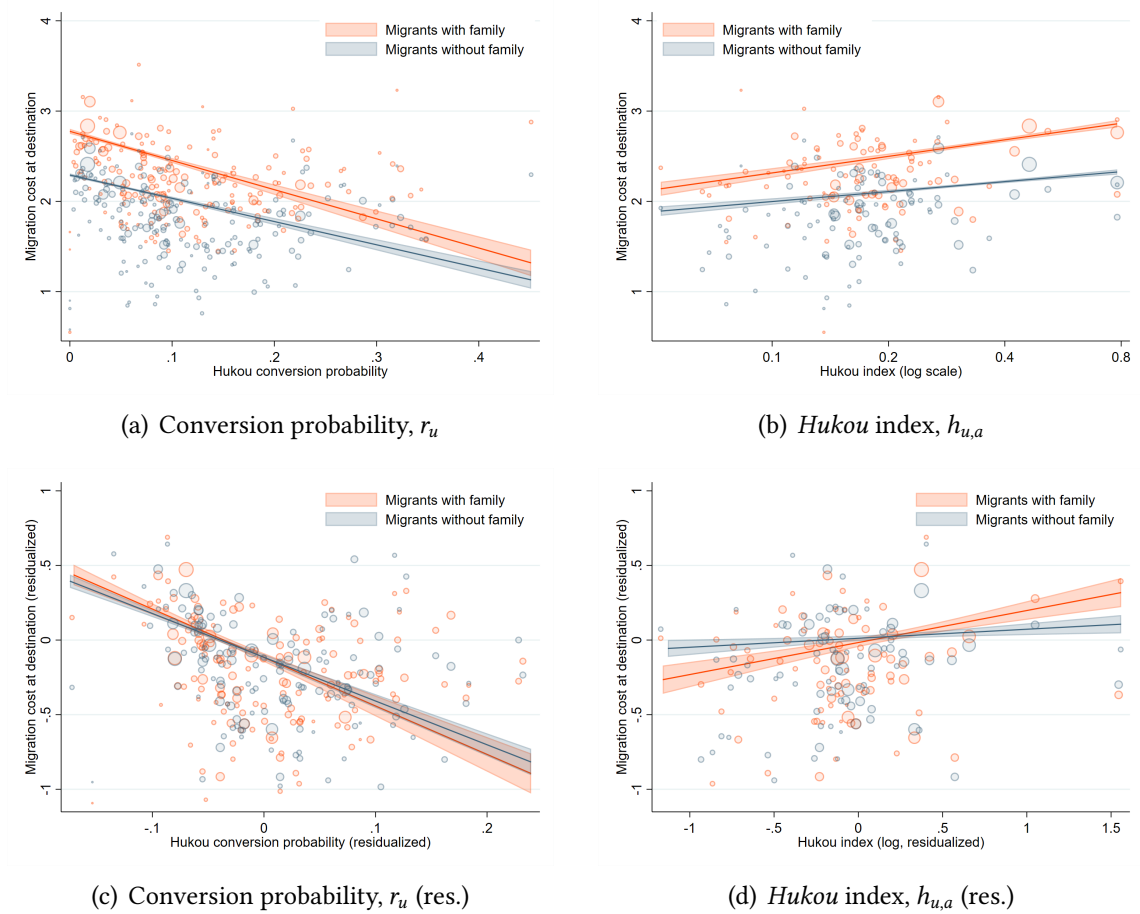 Migrants with family
Migrants without family
Migration cost at destination
4
3
2
1
0 .1 .2 .3 .4
Hukou conversion probability
(a) Conversion probability, r_u
Migrants with family
Migrants without family
Migration cost at destination
4
3
2
1
0.1 0.2 0.4 0.8
Hukou index (log scale)
(b) Hukou index, h_{u,a}
Migrants with family
Migrants without family
Migration cost at destination (residualized)
1
.5
0
-.5
-1
-.1 0 .1 .2
Hukou conversion probability (residualized)
(c) Conversion probability, r_u (res.)
Migrants with family
Migrants without family
Migration cost at destination (residualized)
1
.5
0
-.5
-1
-1 -.5 0 .5 1 1.5
Hukou index (log, residualized)
(d) Hukou index, h_{u,a} (res.)